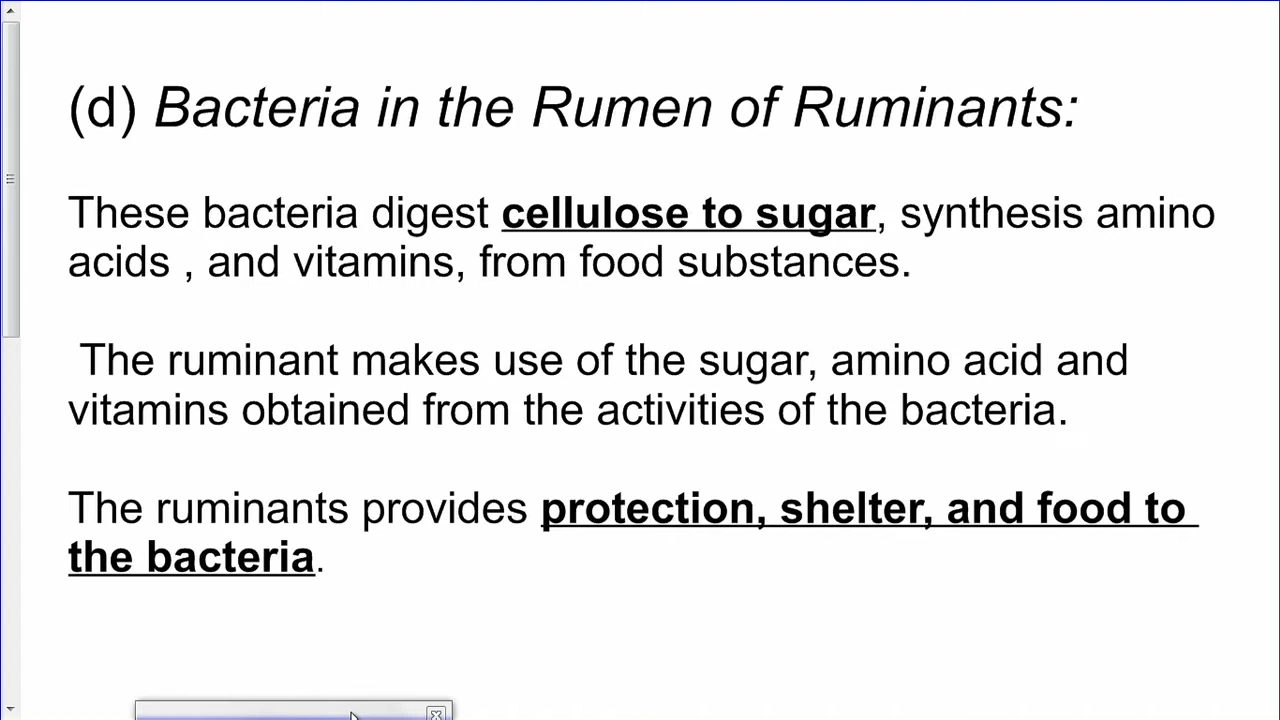 (d) Bacteria in the Rumen of Ruminants:
These bacteria digest cellulose to sugar, synthesis amino
acids , and vitamins, from food substances.
The ruminant makes use of the sugar, amino acid and
vitamins obtained from the activities of the bacteria.
The ruminants provides protection, shelter, and food to
the bacteria.